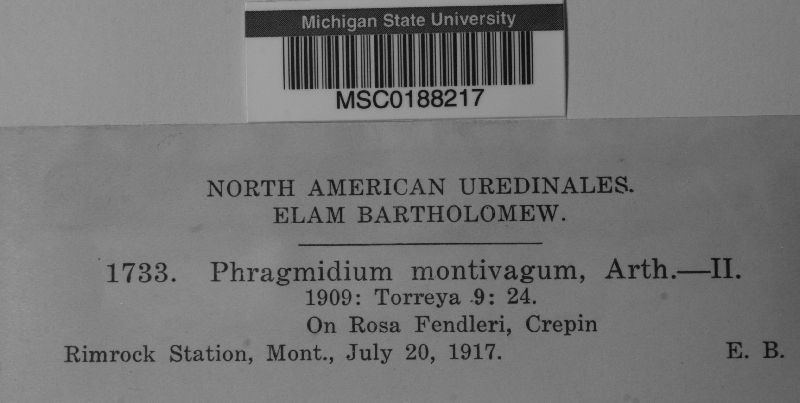 Michigan State University
MSC0188217
NORTH AMERICAN UREDINALES.
ELAM BARTHOLOMEW.
1733. Phragmidium montivagum, Arth.—II.
1909: Torreya 9: 24.
On Rosa Fendleri, Crepin
Rimrock Station, Mont., July 20, 1917. E. B.